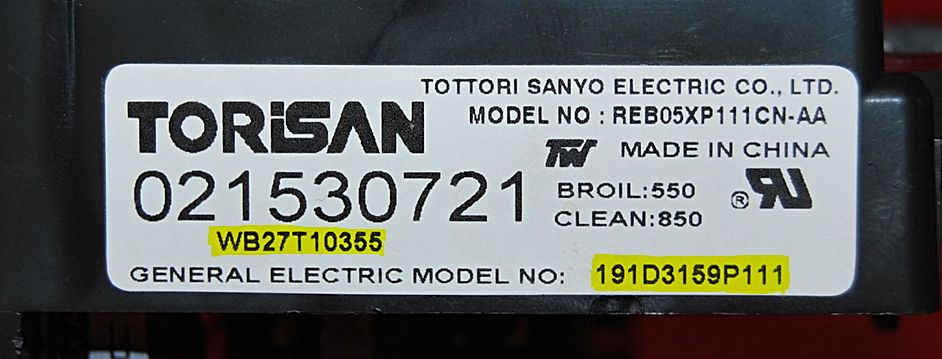 TOTTORI SANYO ELECTRIC CO., LTD.
TORiSAN
MODEL NO : REB05XP111CN-AA
MADE IN CHINA
021530721
BROIL:550
CLEAN:850
WB27T10355
GENERAL ELECTRIC MODEL NO: 191D3159P111